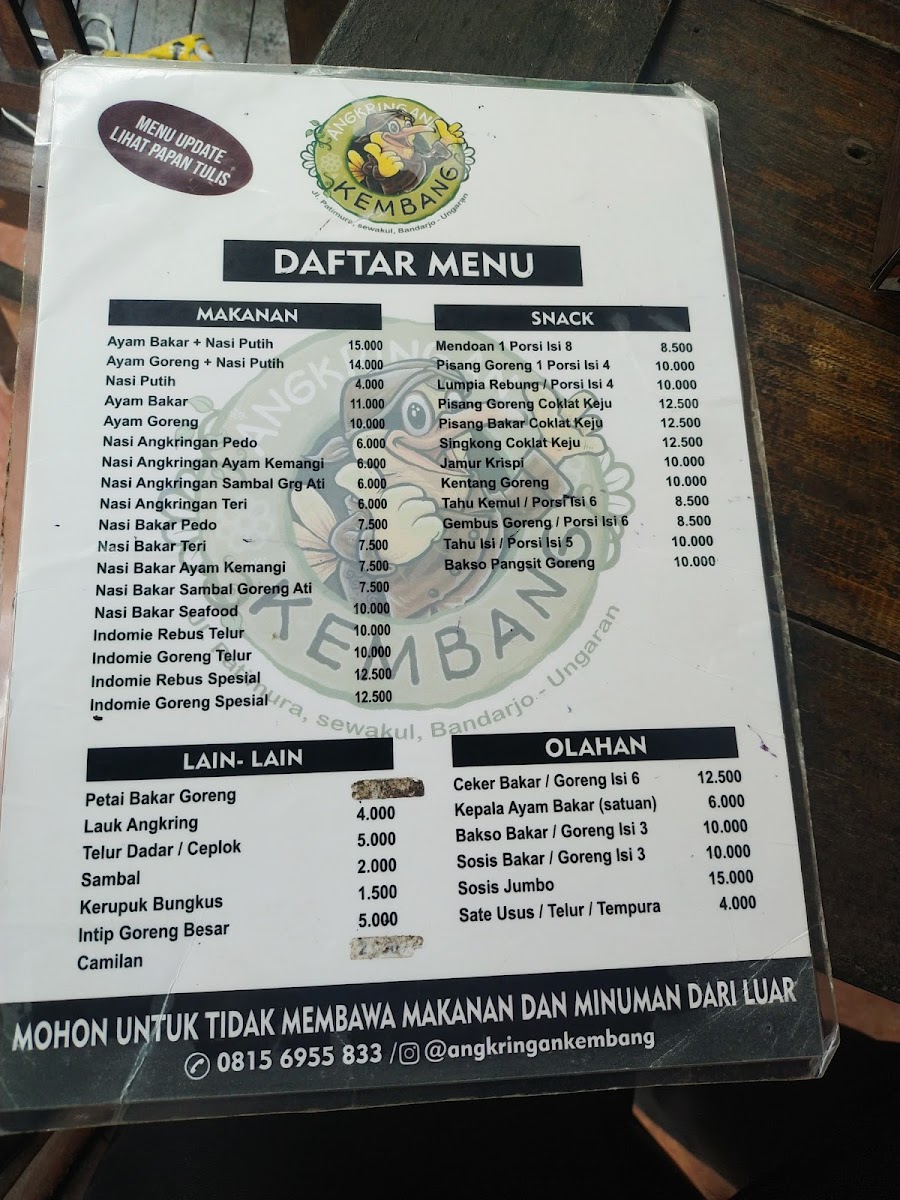 MENU UPDATE
LIHAT PAPAN TULIS
ANGKRINGAN
KEMBANG
Jl. Patimura, sewakul, Bandarjo - Ungaran
DAFTAR MENU
MAKANAN
Ayam Bakar + Nasi Putih 15.000
Ayam Goreng + Nasi Putih 14.000
Nasi Putih 4.000
Ayam Bakar 11.000
Ayam Goreng 10.000
Nasi Angkringan Pedo 6.000
Nasi Angkringan Ayam Kemangi 6.000
Nasi Angkringan Sambal Grg Ati 6.000
Nasi Angkringan Teri 6.000
Nasi Bakar Pedo 7.500
Nasi Bakar Teri 7.500
Nasi Bakar Ayam Kemangi 7.500
Nasi Bakar Sambal Goreng Ati 7.500
Nasi Bakar Seafood 10.000
Indomie Rebus Telur 10.000
Indomie Goreng Telur 10.000
Indomie Rebus Spesial 12.500
Indomie Goreng Spesial 12.500
SNACK
Mendoan 1 Porsi Isi 8 8.500
Pisang Goreng 1 Porsi Isi 4 10.000
Lumpia Rebung / Porsi Isi 4 10.000
Pisang Goreng Coklat Keju 12.500
Pisang Bakar Coklat Keju 12.500
Singkong Coklat Keju 12.500
Jamur Krispi 10.000
Kentang Goreng 10.000
Tahu Kemul / Porsi Isi 6 8.500
Gembus Goreng / Porsi Isi 6 8.500
Tahu Isi / Porsi Isi 5 10.000
Bakso Pangsit Goreng 10.000
ANGKRINGAN
KEMBANG
Jl. Patimura, sewakul, Bandarjo - Ungaran
LAIN- LAIN
Petai Bakar Goreng
Lauk Angkring 4.000
Telur Dadar / Ceplok 5.000
Sambal 2.000
Kerupuk Bungkus 1.500
Intip Goreng Besar 5.000
Camilan
OLAHAN
Ceker Bakar / Goreng Isi 6 12.500
Kepala Ayam Bakar (satuan) 6.000
Bakso Bakar / Goreng Isi 3 10.000
Sosis Bakar / Goreng Isi 3 10.000
Sosis Jumbo 15.000
Sate Usus / Telur / Tempura 4.000
MOHON UNTUK TIDAK MEMBAWA MAKANAN DAN MINUMAN DARI LUAR
0815 6955 833 / @angkringankembang